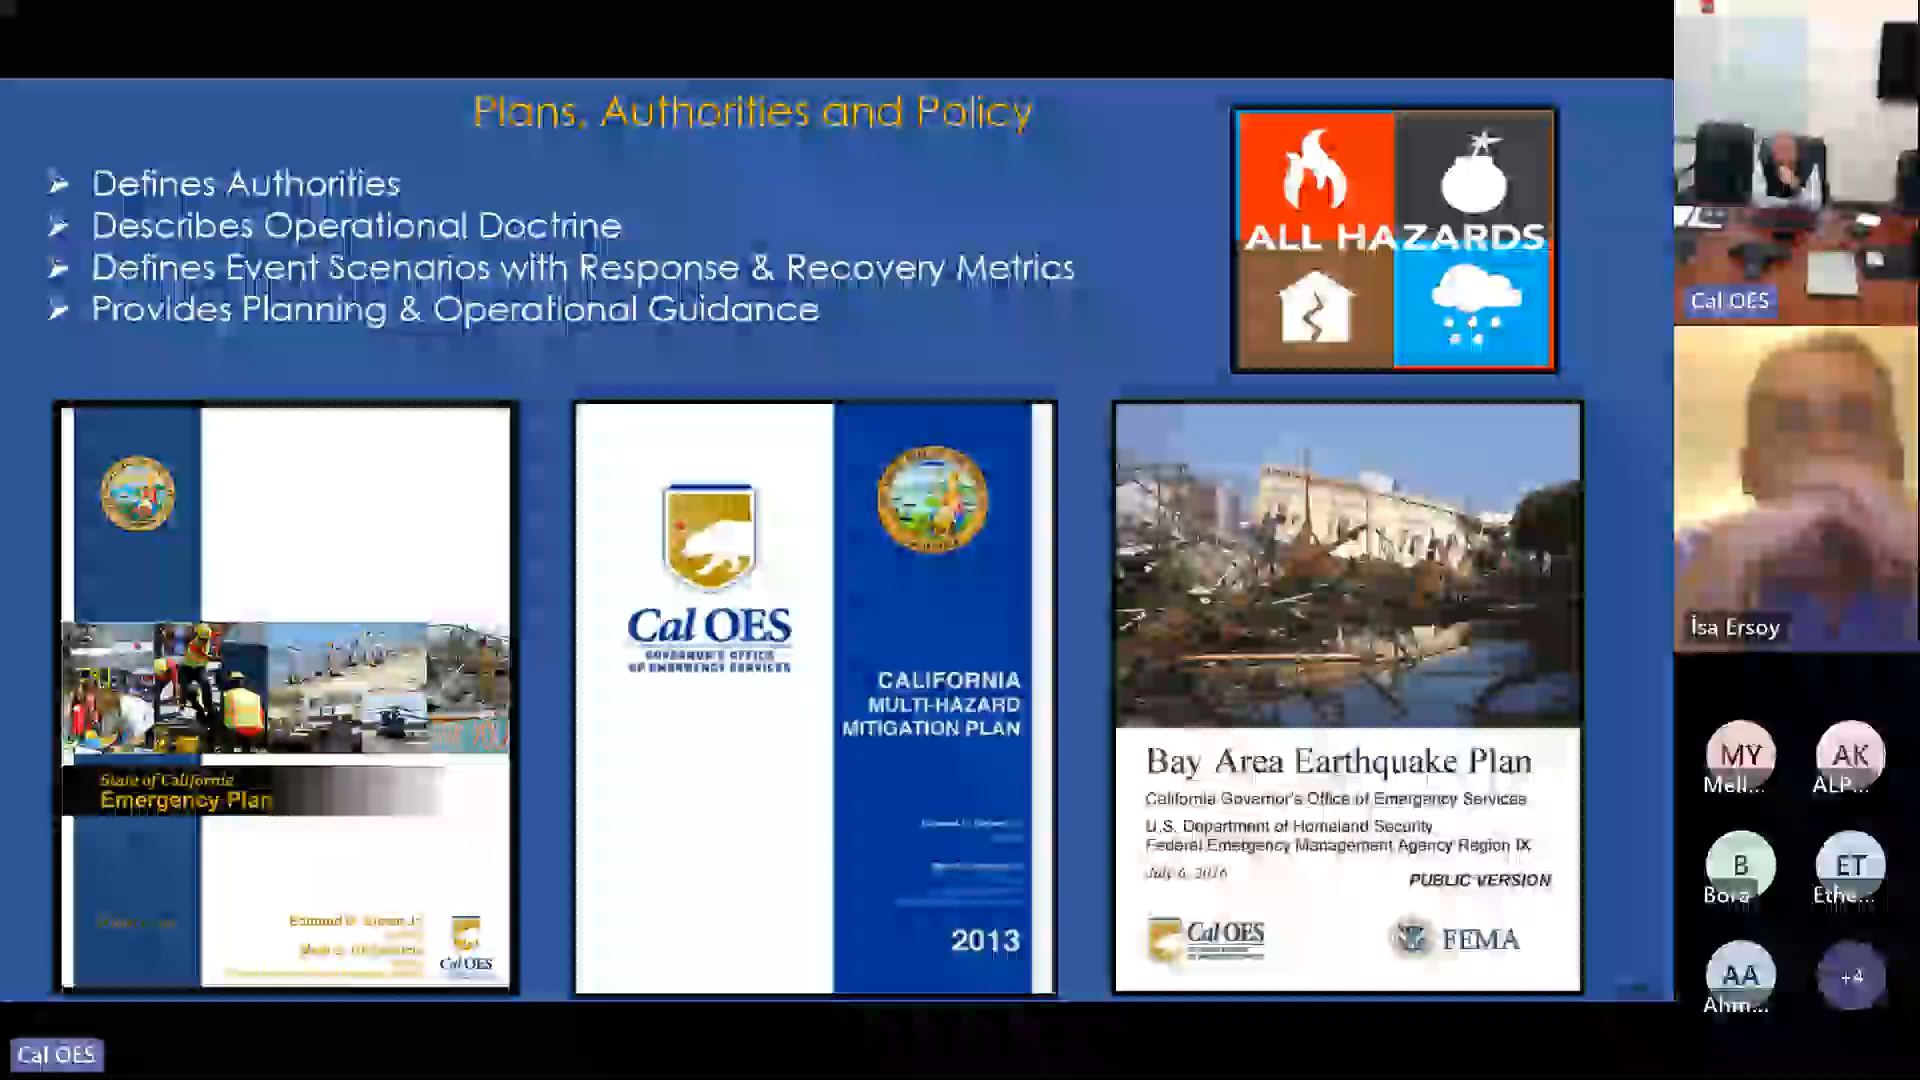 Plans, Authorities and Policy
➢ Defines Authorities
➢ Describes Operational Doctrine
➢ Defines Event Scenarios with Response & Recovery Metrics
➢ Provides Planning & Operational Guidance
ALL HAZARDS
State of California
Emergency Plan
Cal OES
Cal OES
GOVERNOR'S OFFICE
OF EMERGENCY SERVICES
CALIFORNIA
MULTI-HAZARD
MITIGATION PLAN
2013
Bay Area Earthquake Plan
California Governor's Office of Emergency Services
U.S. Department of Homeland Security
Federal Emergency Management Agency Region IX
July 6, 2016
PUBLIC VERSION
Cal OES
FEMA
Cal OES
İsa Ersoy
MY
Mell...
AK
ALP...
B
Bora
ET
Ethe...
AA
Ahm...
+4
Cal OES